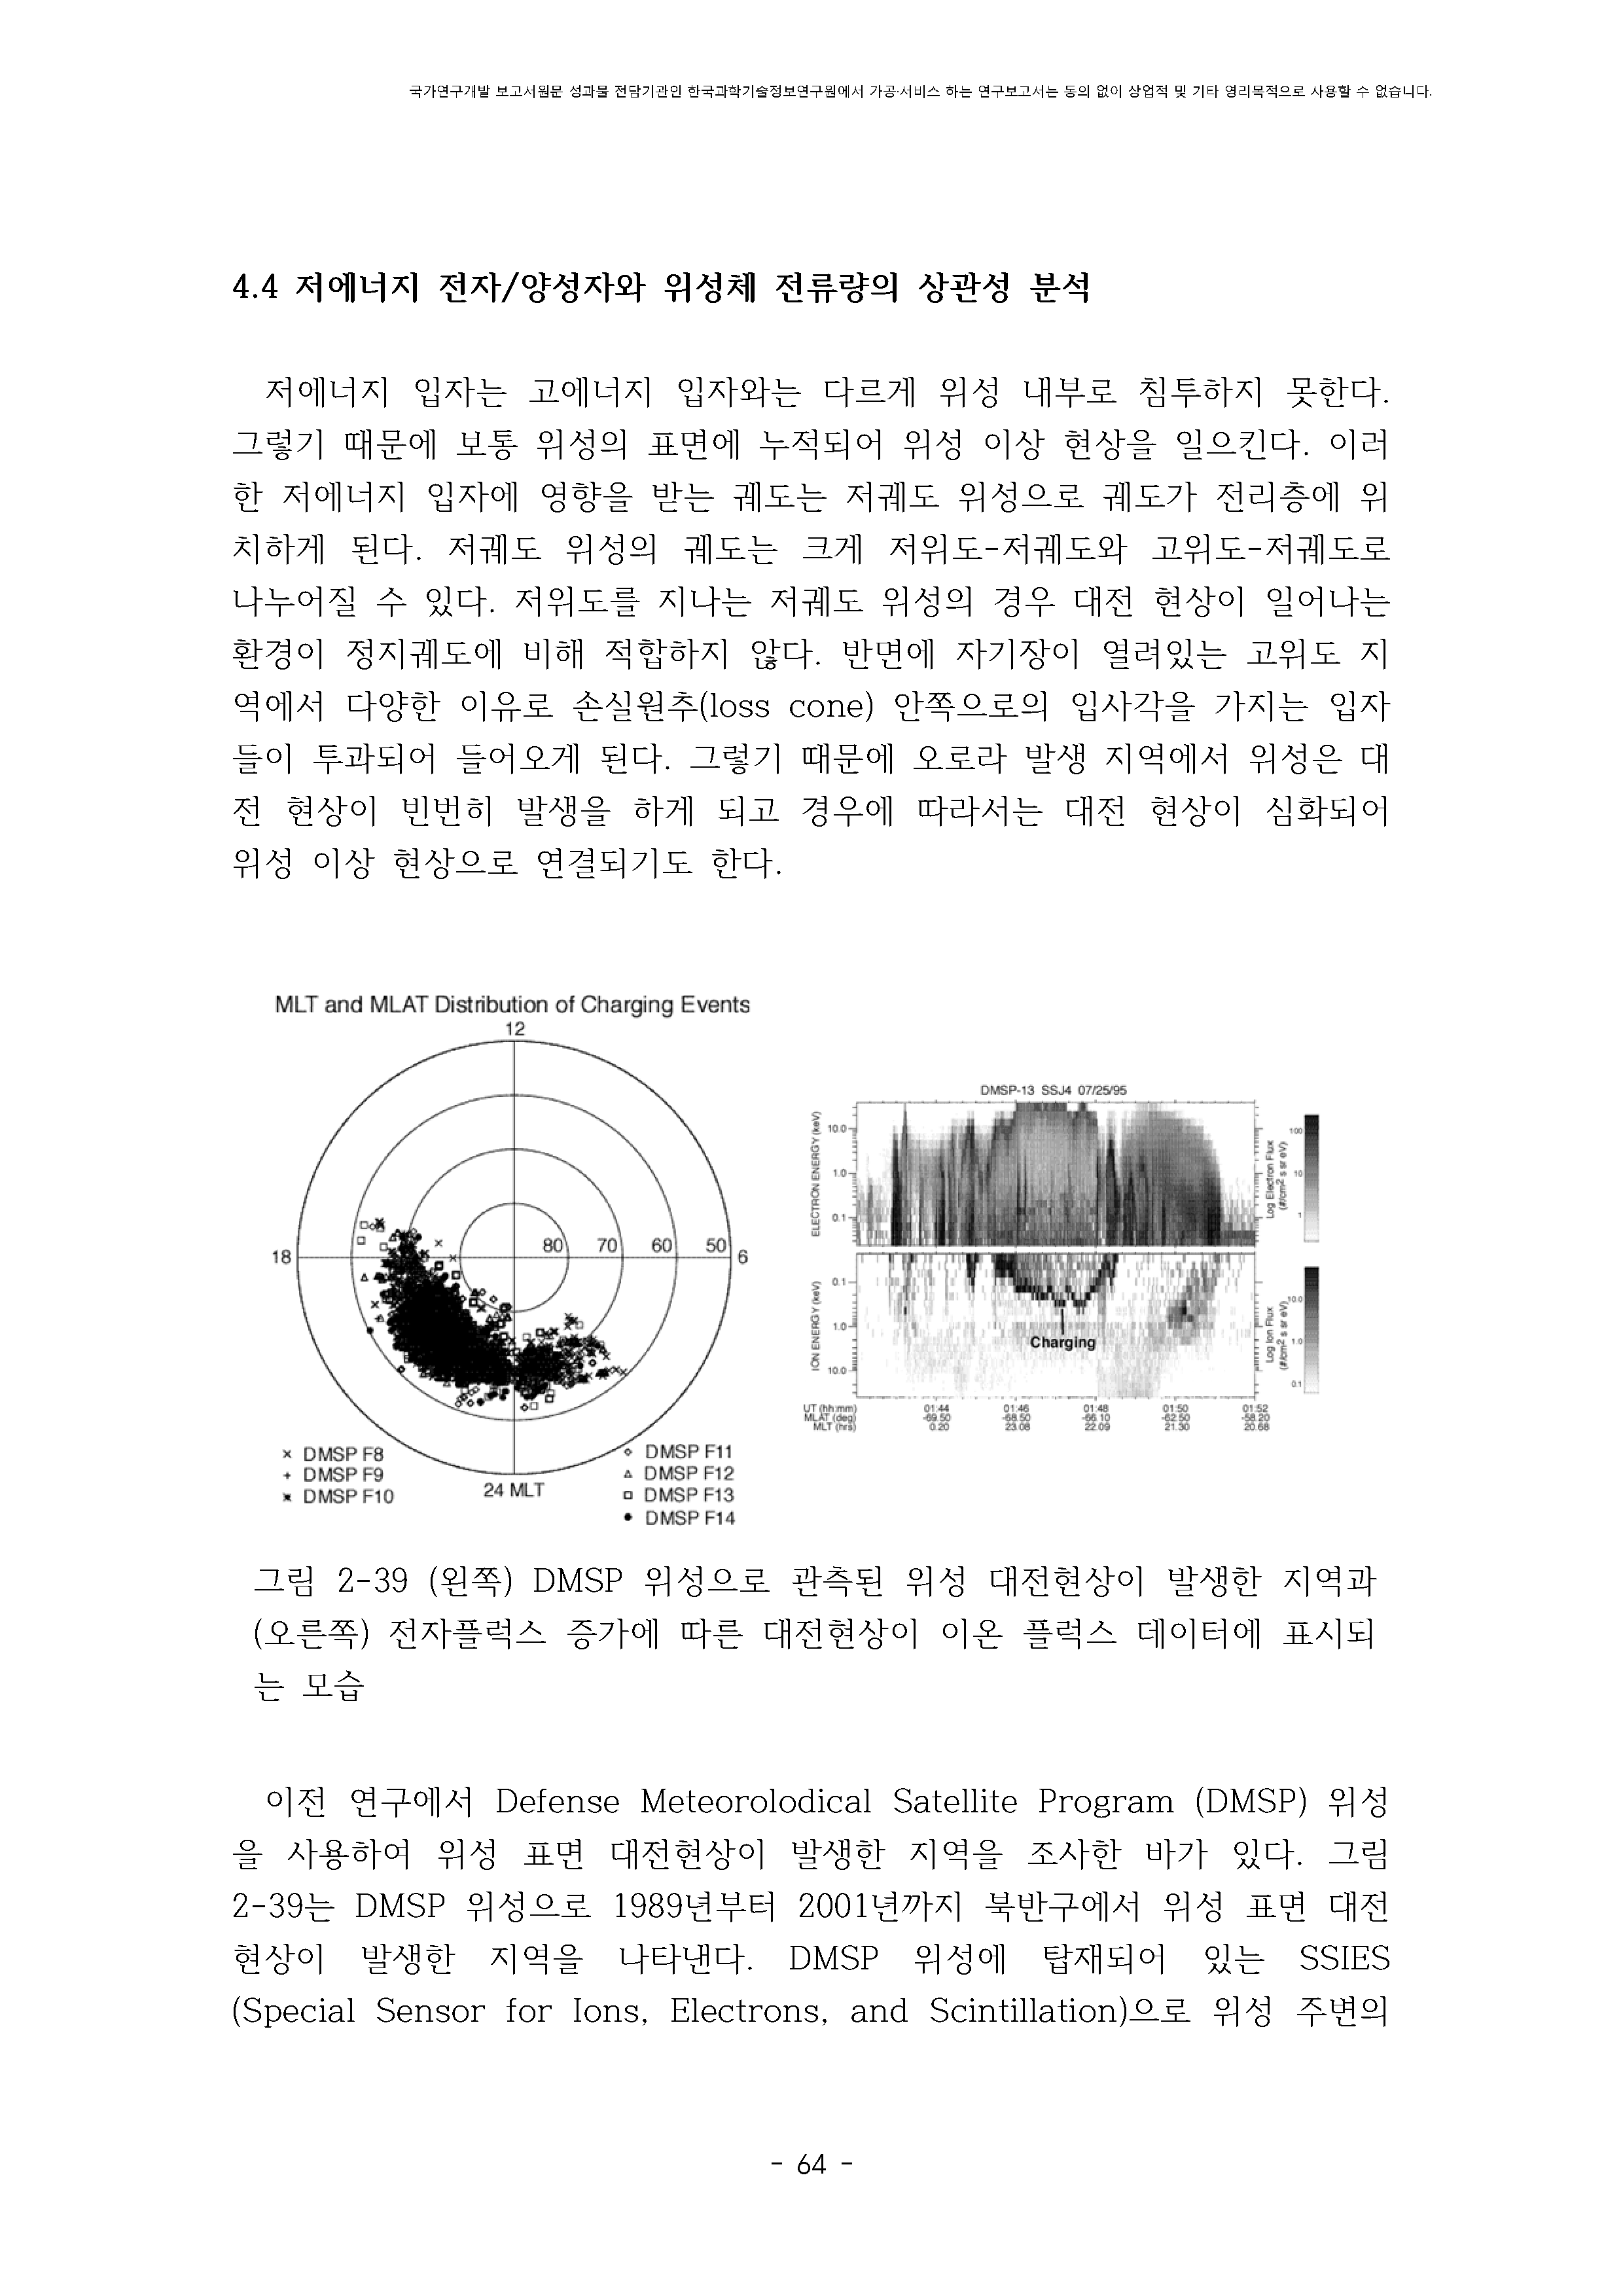 국가연구개발 보고서원문 성과물 전담기관인 한국과학기술정보연구원에서 가공·서비스 하는 연구보고서는 동의 없이 상업적 및 기타 영리목적으로 사용할 수 없습니다.
4.4 저에너지 전자/양성자와 위성체 전류량의 상관성 분석
저에너지 입자는 고에너지 입자와는 다르게 위성 내부로 침투하지 못한다.
그렇기 때문에 보통 위성의 표면에 누적되어 위성 이상 현상을 일으킨다. 이러
한 저에너지 입자에 영향을 받는 궤도는 저궤도 위성으로 궤도가 전리층에 위
치하게 된다. 저궤도 위성의 궤도는 크게 저위도-저궤도와 고위도-저궤도로
나누어질 수 있다. 저위도를 지나는 저궤도 위성의 경우 대전 현상이 일어나는
환경이 정지궤도에 비해 적합하지 않다. 반면에 자기장이 열려있는 고위도 지
역에서 다양한 이유로 손실원추(loss cone) 안쪽으로의 입사각을 가지는 입자
들이 투과되어 들어오게 된다. 그렇기 때문에 오로라 발생 지역에서 위성은 대
전 현상이 빈번히 발생을 하게 되고 경우에 따라서는 대전 현상이 심화되어
위성 이상 현상으로 연결되기도 한다.
MLT and MLAT Distribution of Charging Events
12
18
80 70 60 50 6
24 MLT
× DMSP F8
+ DMSP F9
DMSP F10
◇ DMSP F11
△ DMSP F12
□ DMSP F13
● DMSP F14
DMSP-13 SSJ4 07/25/95
ELECTRON ENERGY (keV)
10.0
1.0
0.1
Log Electron Flux
(#/cm2 s sr eV)
100
10
1
ION ENERGY (keV)
0.1
1.0
10.0
Charging
Log Ion Flux
(#/cm2 s sr eV)
10.0
1.0
0.1
UT (hh:mm) 01:44 01:46 01:48 01:50 01:52
MLAT (deg) -69.50 -68.50 -66.10 -62.50 -58.20
MLT (hrs) 0.20 23.08 22.09 21.30 20.68
그림 2-39 (왼쪽) DMSP 위성으로 관측된 위성 대전현상이 발생한 지역과
(오른쪽) 전자플럭스 증가에 따른 대전현상이 이온 플럭스 데이터에 표시되
는 모습
이전 연구에서 Defense Meteorolodical Satellite Program (DMSP) 위성
을 사용하여 위성 표면 대전현상이 발생한 지역을 조사한 바가 있다. 그림
2-39는 DMSP 위성으로 1989년부터 2001년까지 북반구에서 위성 표면 대전
현상이 발생한 지역을 나타낸다. DMSP 위성에 탑재되어 있는 SSIES
(Special Sensor for Ions, Electrons, and Scintillation)으로 위성 주변의
- 64 -